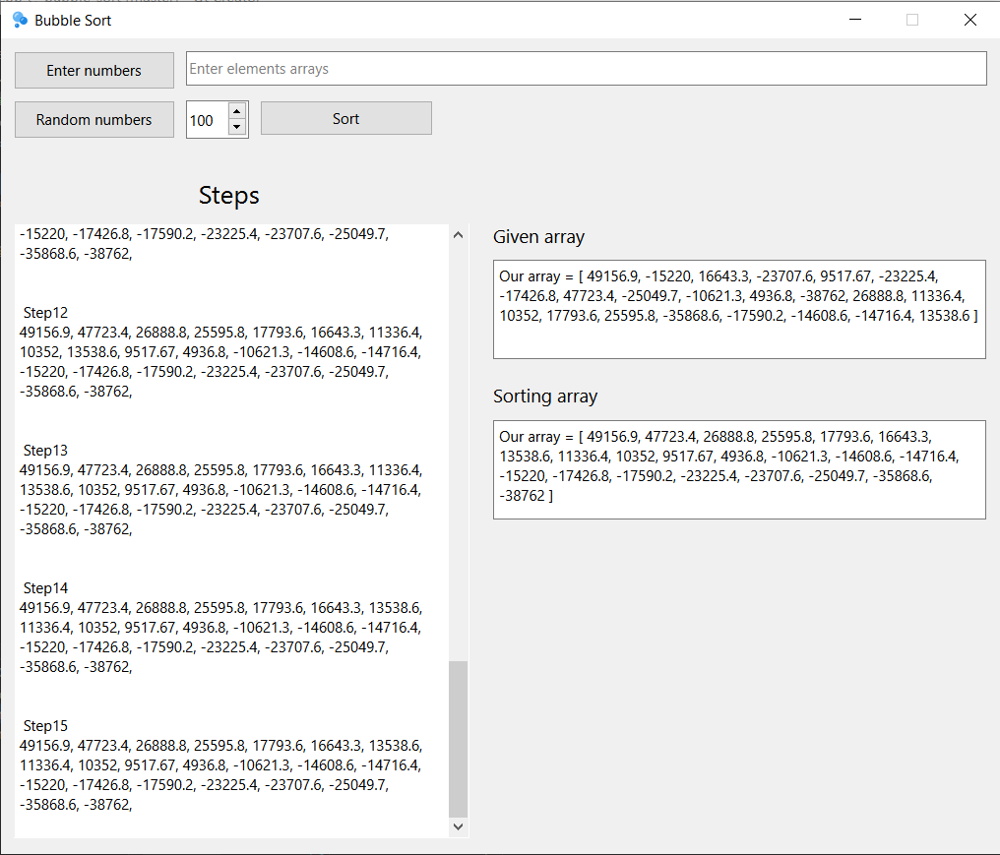 Bubble Sort
Enter numbers
Enter elements arrays
Random numbers
100
Sort
Steps
-15220, -17426.8, -17590.2, -23225.4, -23707.6, -25049.7,
-35868.6, -38762,
Step12
49156.9, 47723.4, 26888.8, 25595.8, 17793.6, 16643.3, 11336.4,
10352, 13538.6, 9517.67, 4936.8, -10621.3, -14608.6, -14716.4,
-15220, -17426.8, -17590.2, -23225.4, -23707.6, -25049.7,
-35868.6, -38762,
Step13
49156.9, 47723.4, 26888.8, 25595.8, 17793.6, 16643.3, 11336.4,
13538.6, 10352, 9517.67, 4936.8, -10621.3, -14608.6, -14716.4,
-15220, -17426.8, -17590.2, -23225.4, -23707.6, -25049.7,
-35868.6, -38762,
Step14
49156.9, 47723.4, 26888.8, 25595.8, 17793.6, 16643.3, 13538.6,
11336.4, 10352, 9517.67, 4936.8, -10621.3, -14608.6, -14716.4,
-15220, -17426.8, -17590.2, -23225.4, -23707.6, -25049.7,
-35868.6, -38762,
Step15
49156.9, 47723.4, 26888.8, 25595.8, 17793.6, 16643.3, 13538.6,
11336.4, 10352, 9517.67, 4936.8, -10621.3, -14608.6, -14716.4,
-15220, -17426.8, -17590.2, -23225.4, -23707.6, -25049.7,
-35868.6, -38762,
Given array
Our array = [ 49156.9, -15220, 16643.3, -23707.6, 9517.67, -23225.4,
-17426.8, 47723.4, -25049.7, -10621.3, 4936.8, -38762, 26888.8, 11336.4,
10352, 17793.6, 25595.8, -35868.6, -17590.2, -14608.6, -14716.4, 13538.6 ]
Sorting array
Our array = [ 49156.9, 47723.4, 26888.8, 25595.8, 17793.6, 16643.3,
13538.6, 11336.4, 10352, 9517.67, 4936.8, -10621.3, -14608.6, -14716.4,
-15220, -17426.8, -17590.2, -23225.4, -23707.6, -25049.7, -35868.6,
-38762 ]